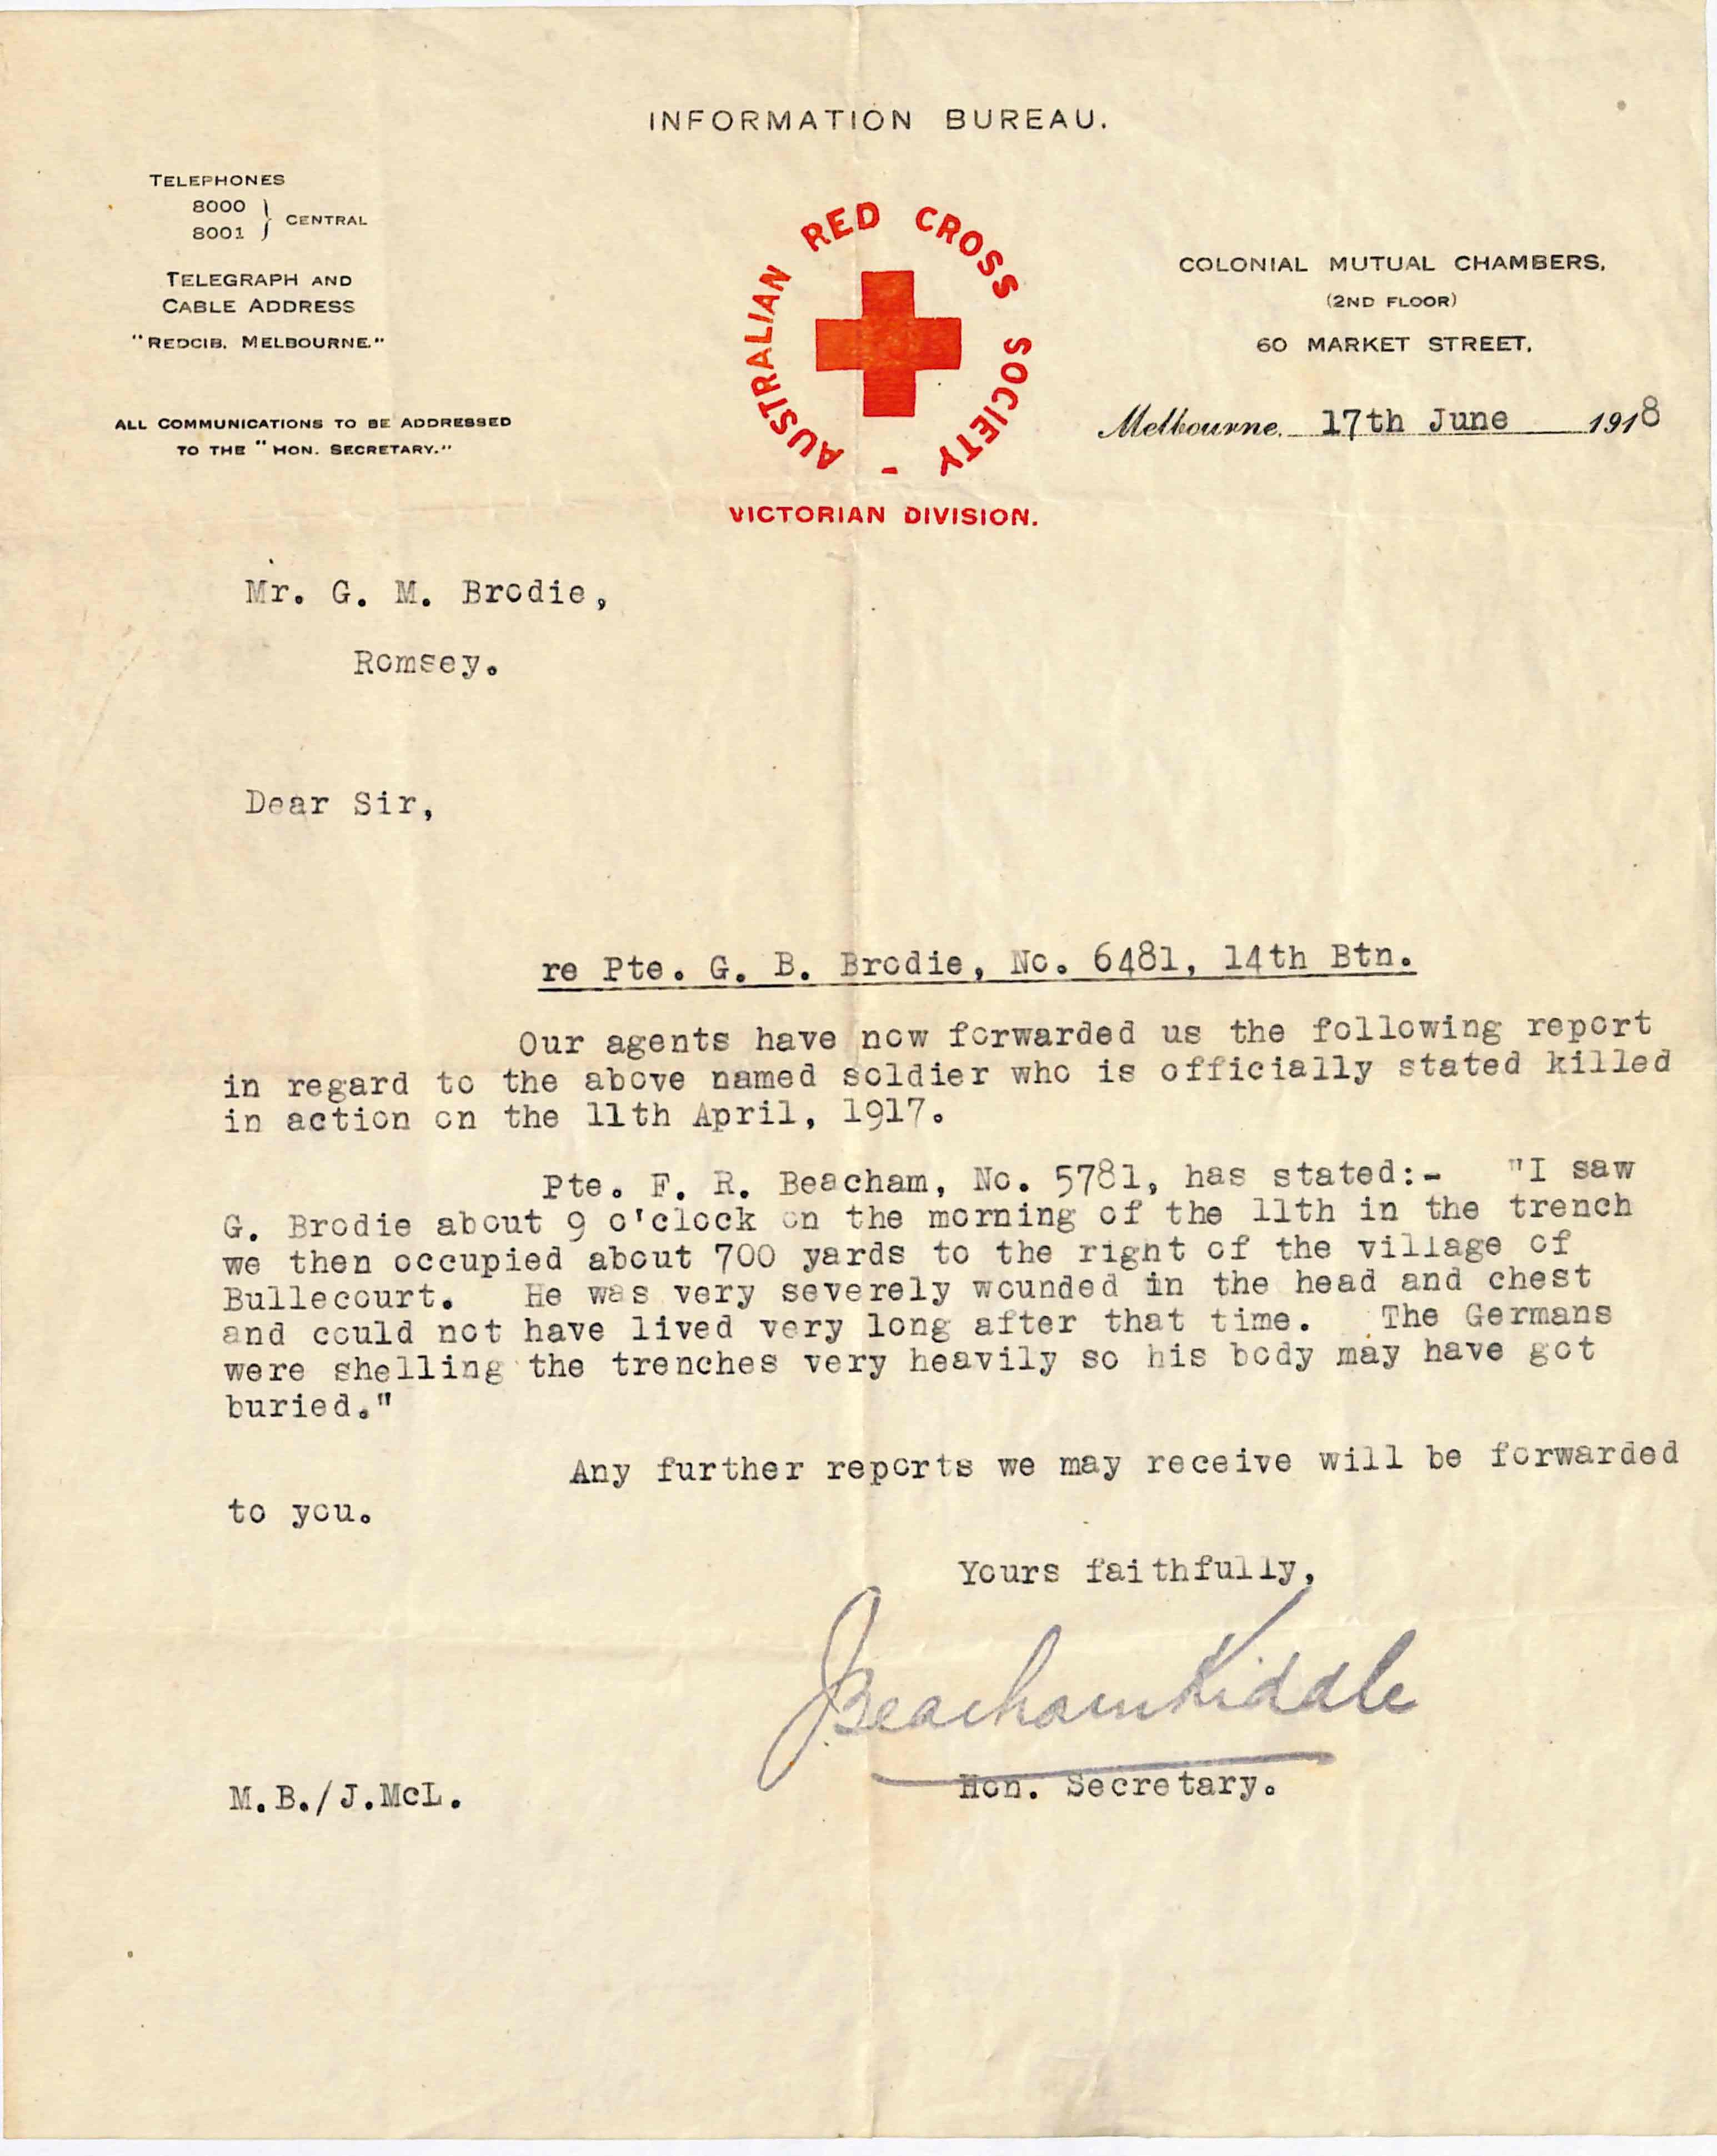 INFORMATION BUREAU.
TELEPHONES
8000
8001 } CENTRAL
TELEGRAPH AND
CABLE ADDRESS
"REDCIB. MELBOURNE."
ALL COMMUNICATIONS TO BE ADDRESSED
TO THE "HON. SECRETARY."
AUSTRALIAN RED CROSS SOCIETY -
VICTORIAN DIVISION.
COLONIAL MUTUAL CHAMBERS,
(2ND FLOOR)
60 MARKET STREET,
Melbourne, 17th June 1918
Mr. G. M. Brodie,
Romsey.
Dear Sir,
re Pte. G. B. Brodie, No. 6481, 14th Btn.
Our agents have now forwarded us the following report
in regard to the above named soldier who is officially stated killed
in action on the 11th April, 1917.
Pte. F. R. Beacham, No. 5781, has stated:- "I saw
G. Brodie about 9 o'clock on the morning of the 11th in the trench
we then occupied about 700 yards to the right of the village of
Bullecourt. He was very severely wounded in the head and chest
and could not have lived very long after that time. The Germans
were shelling the trenches very heavily so his body may have got
buried."
Any further reports we may receive will be forwarded
to you.
Yours faithfully,
J Beacham Kiddle
Hon. Secretary.
M.B./J.McL.